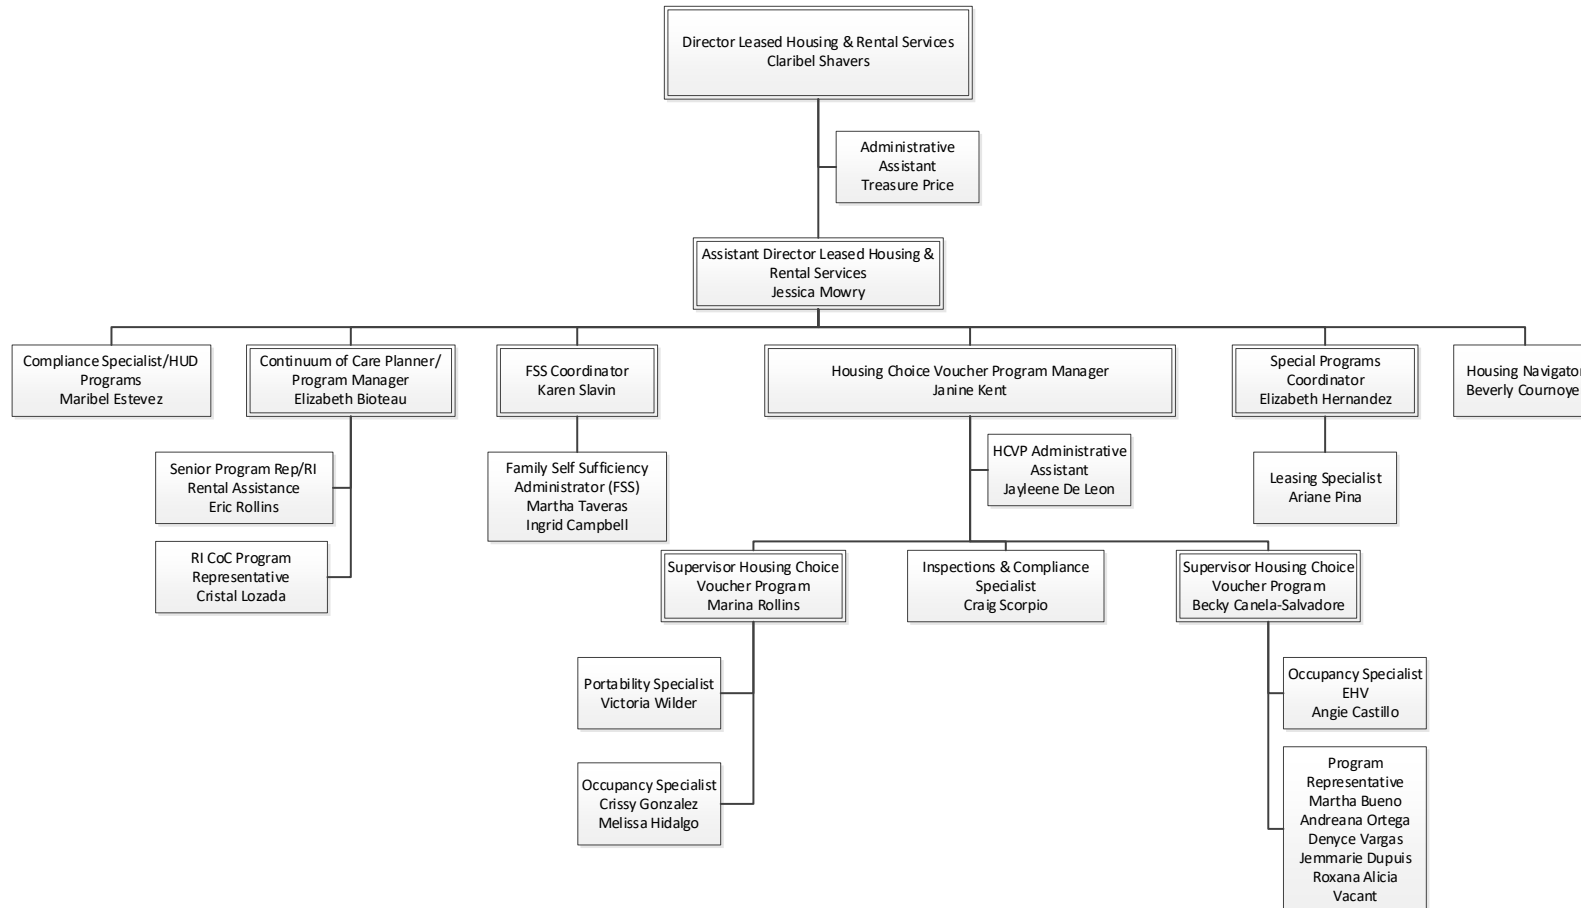 Director Leased Housing & Rental Services
Claribel Shavers
Administrative
Assistant
Treasure Price
Assistant Director Leased Housing &
Rental Services
Jessica Mowry
Compliance Specialist/HUD
Programs
Maribel Estevez
Continuum of Care Planner/
Program Manager
Elizabeth Bioteau
FSS Coordinator
Karen Slavin
Housing Choice Voucher Program Manager
Janine Kent
Special Programs
Coordinator
Elizabeth Hernandez
Housing Navigator
Beverly Cournoye
Senior Program Rep/RI
Rental Assistance
Eric Rollins
RI CoC Program
Representative
Cristal Lozada
Family Self Sufficiency
Administrator (FSS)
Martha Taveras
Ingrid Campbell
HCVP Administrative
Assistant
Jayleene De Leon
Leasing Specialist
Ariane Pina
Supervisor Housing Choice
Voucher Program
Marina Rollins
Inspections & Compliance
Specialist
Craig Scorpio
Supervisor Housing Choice
Voucher Program
Becky Canela-Salvadore
Portability Specialist
Victoria Wilder
Occupancy Specialist
Crissy Gonzalez
Melissa Hidalgo
Occupancy Specialist
EHV
Angie Castillo
Program
Representative
Martha Bueno
Andreana Ortega
Denyce Vargas
Jemmarie Dupuis
Roxana Alicia
Vacant